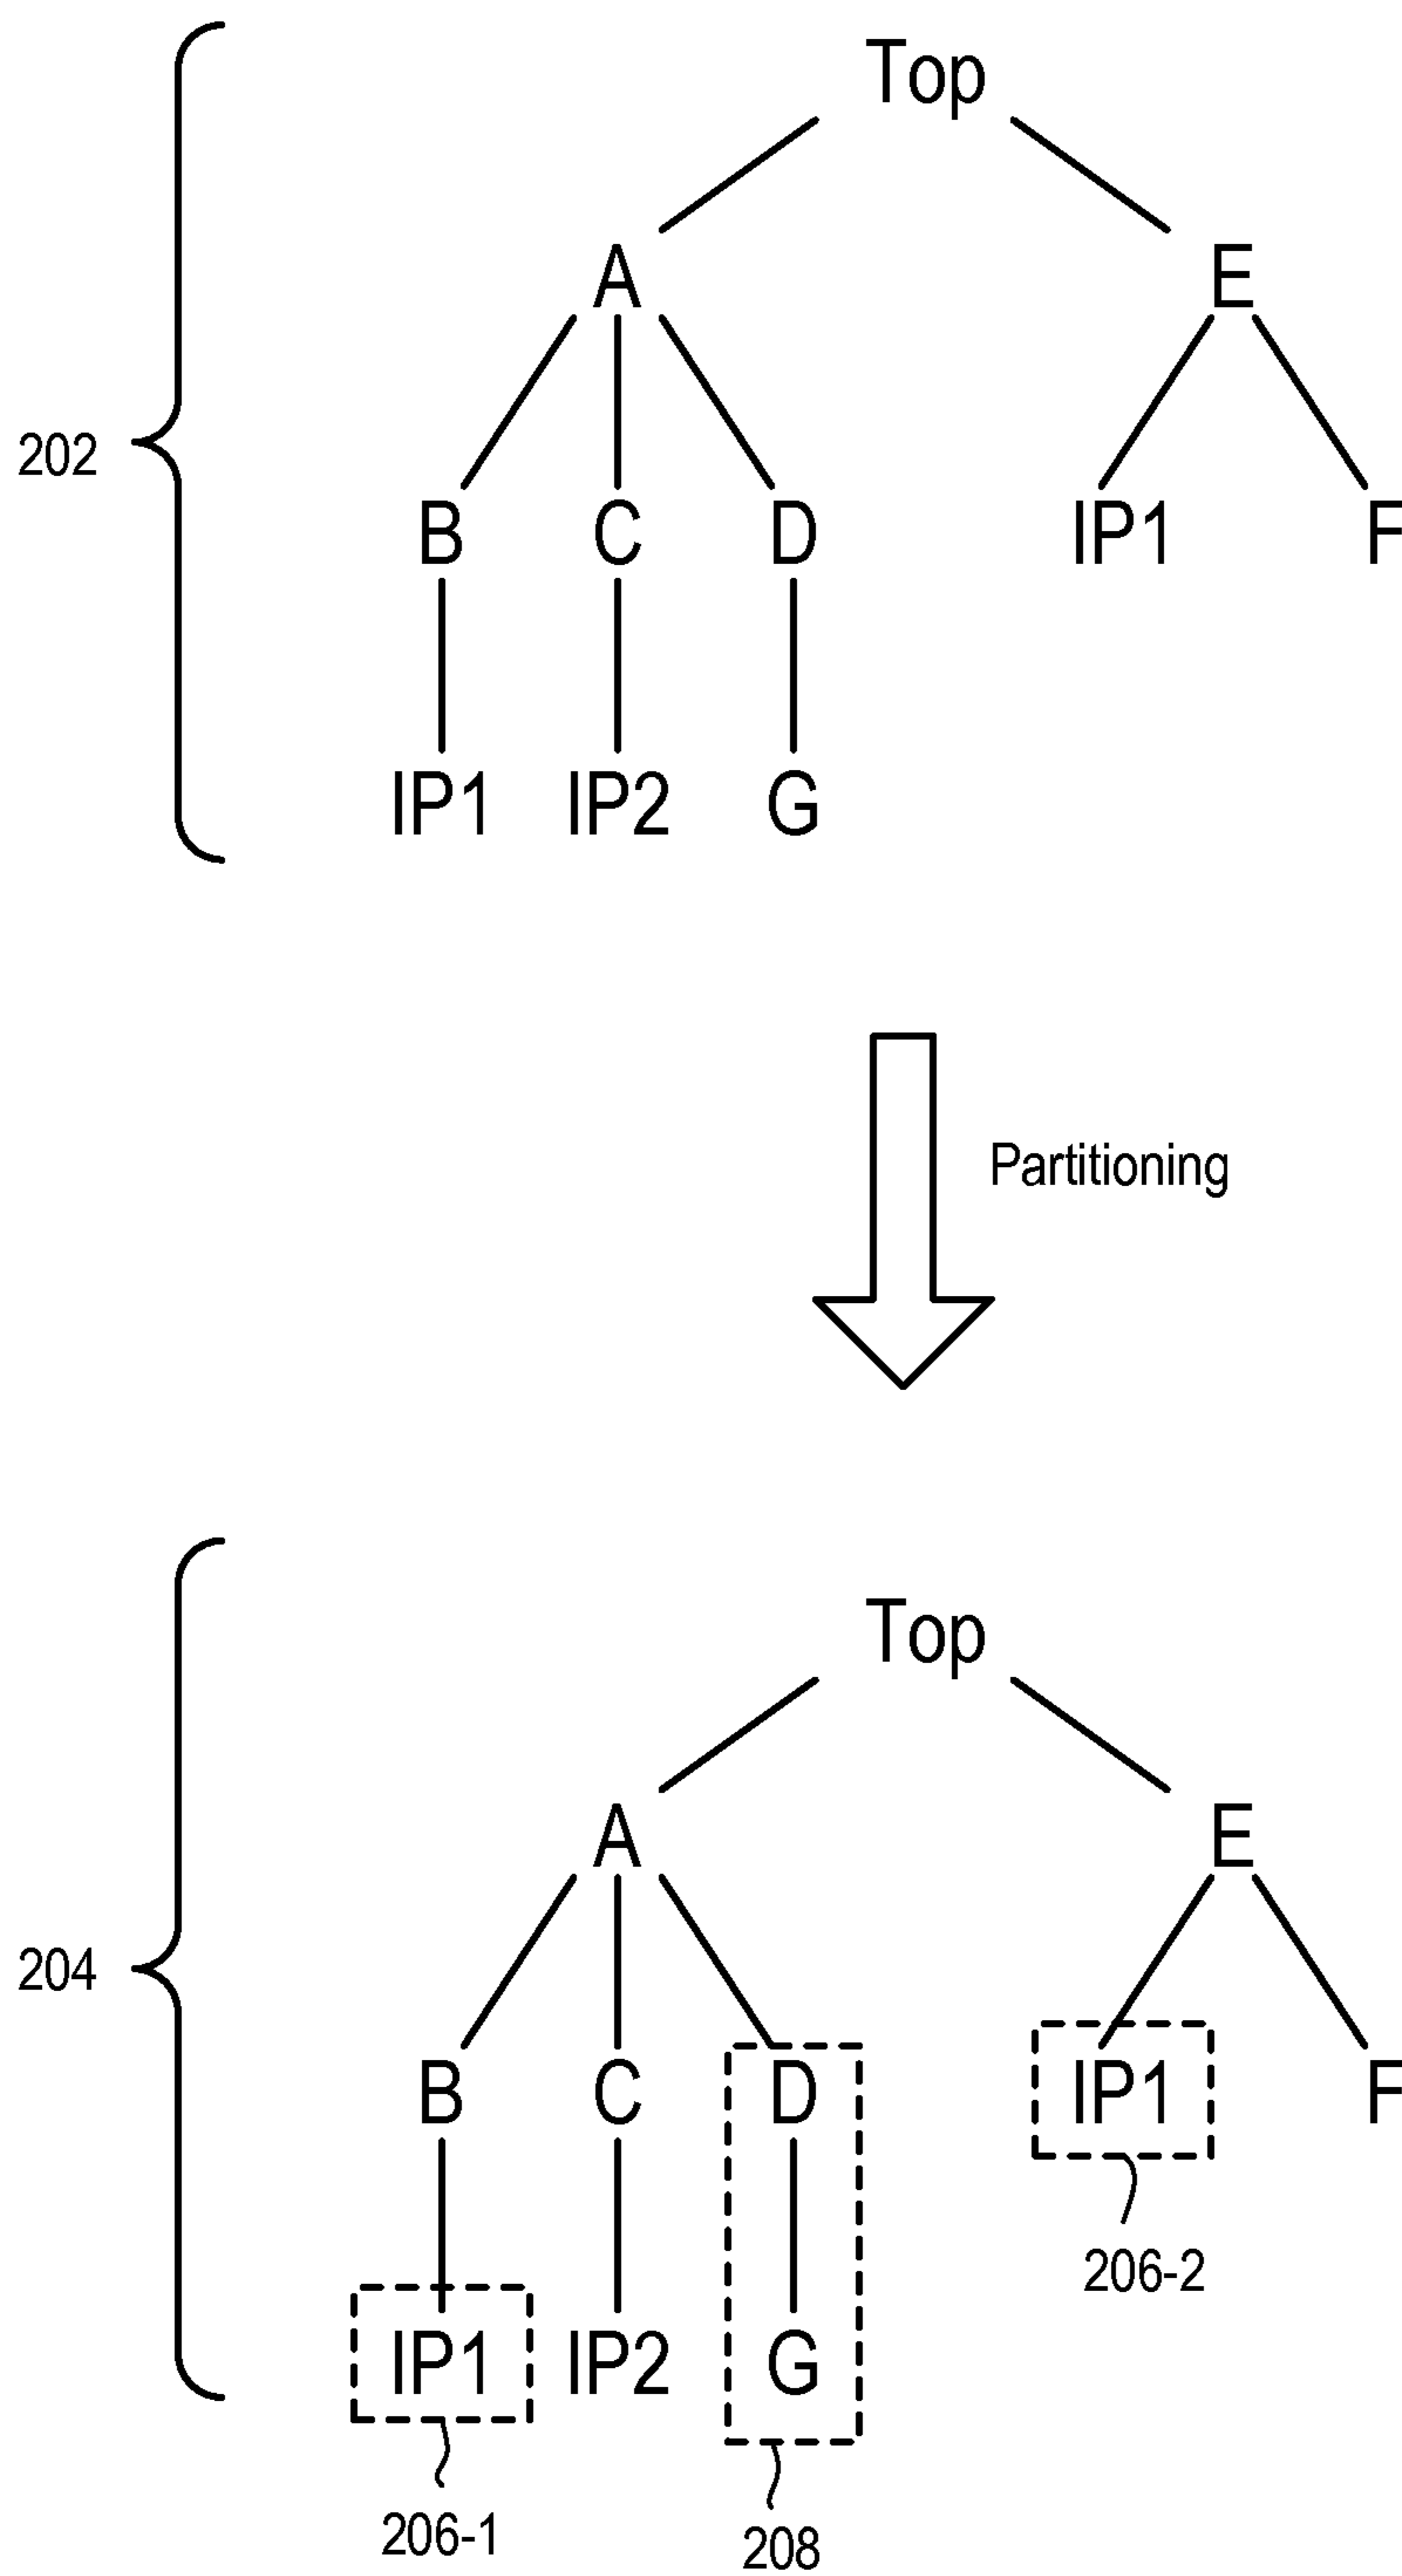 Top
A E
202
B C D IP1 F
IP1 IP2 G
Partitioning
Top
A E
204
B C D IP1 F
206-2
IP1 IP2 G
206-1 208